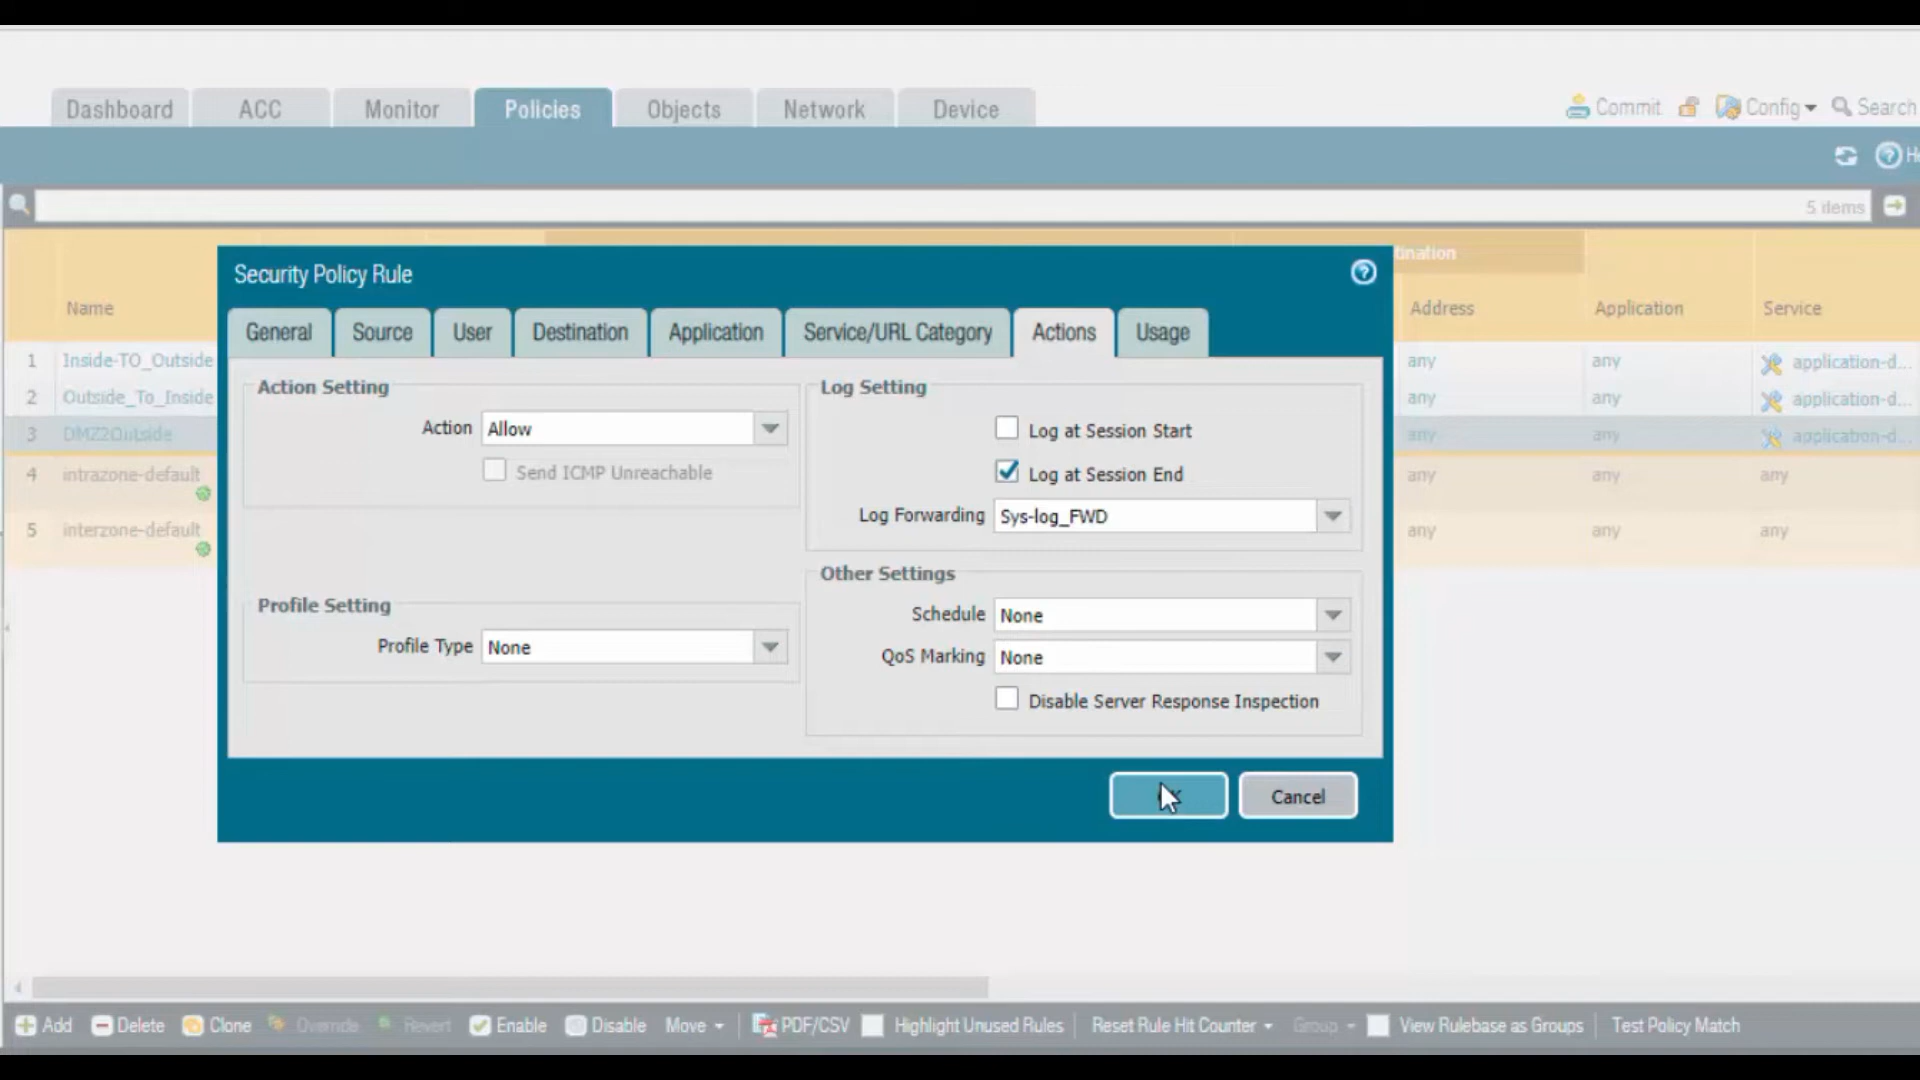 Dashboard ACC Monitor Policies Objects Network Device Commit Config Search
5 items
Security Policy Rule
Name Address Application Service
General Source User Destination Application Service/URL Category Actions Usage
1 Inside-TO_Outside any any application-d...
2 Outside_To_Inside any any application-d...
3 DMZ2Outside any any application-d...
4 intrazone-default any any any
5 interzone-default any any any
Action Setting
Action Allow
Send ICMP Unreachable
Log Setting
Log at Session Start
Log at Session End
Log Forwarding Sys-log_FWD
Profile Setting
Profile Type None
Other Settings
Schedule None
QoS Marking None
Disable Server Response Inspection
Cancel
Add Delete Clone Override Revert Enable Disable Move PDF/CSV Highlight Unused Rules Reset Rule Hit Counter Group View Rulebase as Groups Test Policy Match